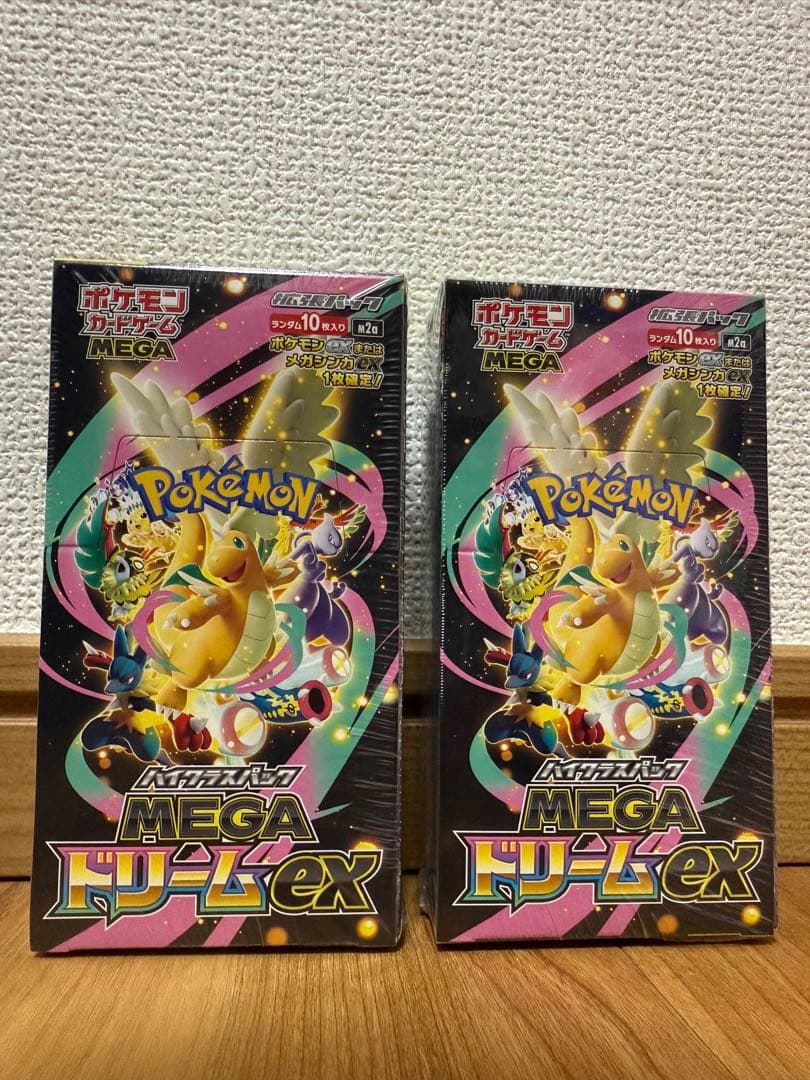 ポケモン
カードゲーム
MEGA
拡張パック
ランダム10枚入り M2a
ポケモンexまたは
メガシンカex
1枚確定!
POKÉMON
ハイクラスパック
MEGA
ドリームex
ポケモン
カードゲーム
MEGA
拡張パック
ランダム10枚入り M2a
ポケモンexまたは
メガシンカex
1枚確定!
POKÉMON
ハイクラスパック
MEGA
ドリームex